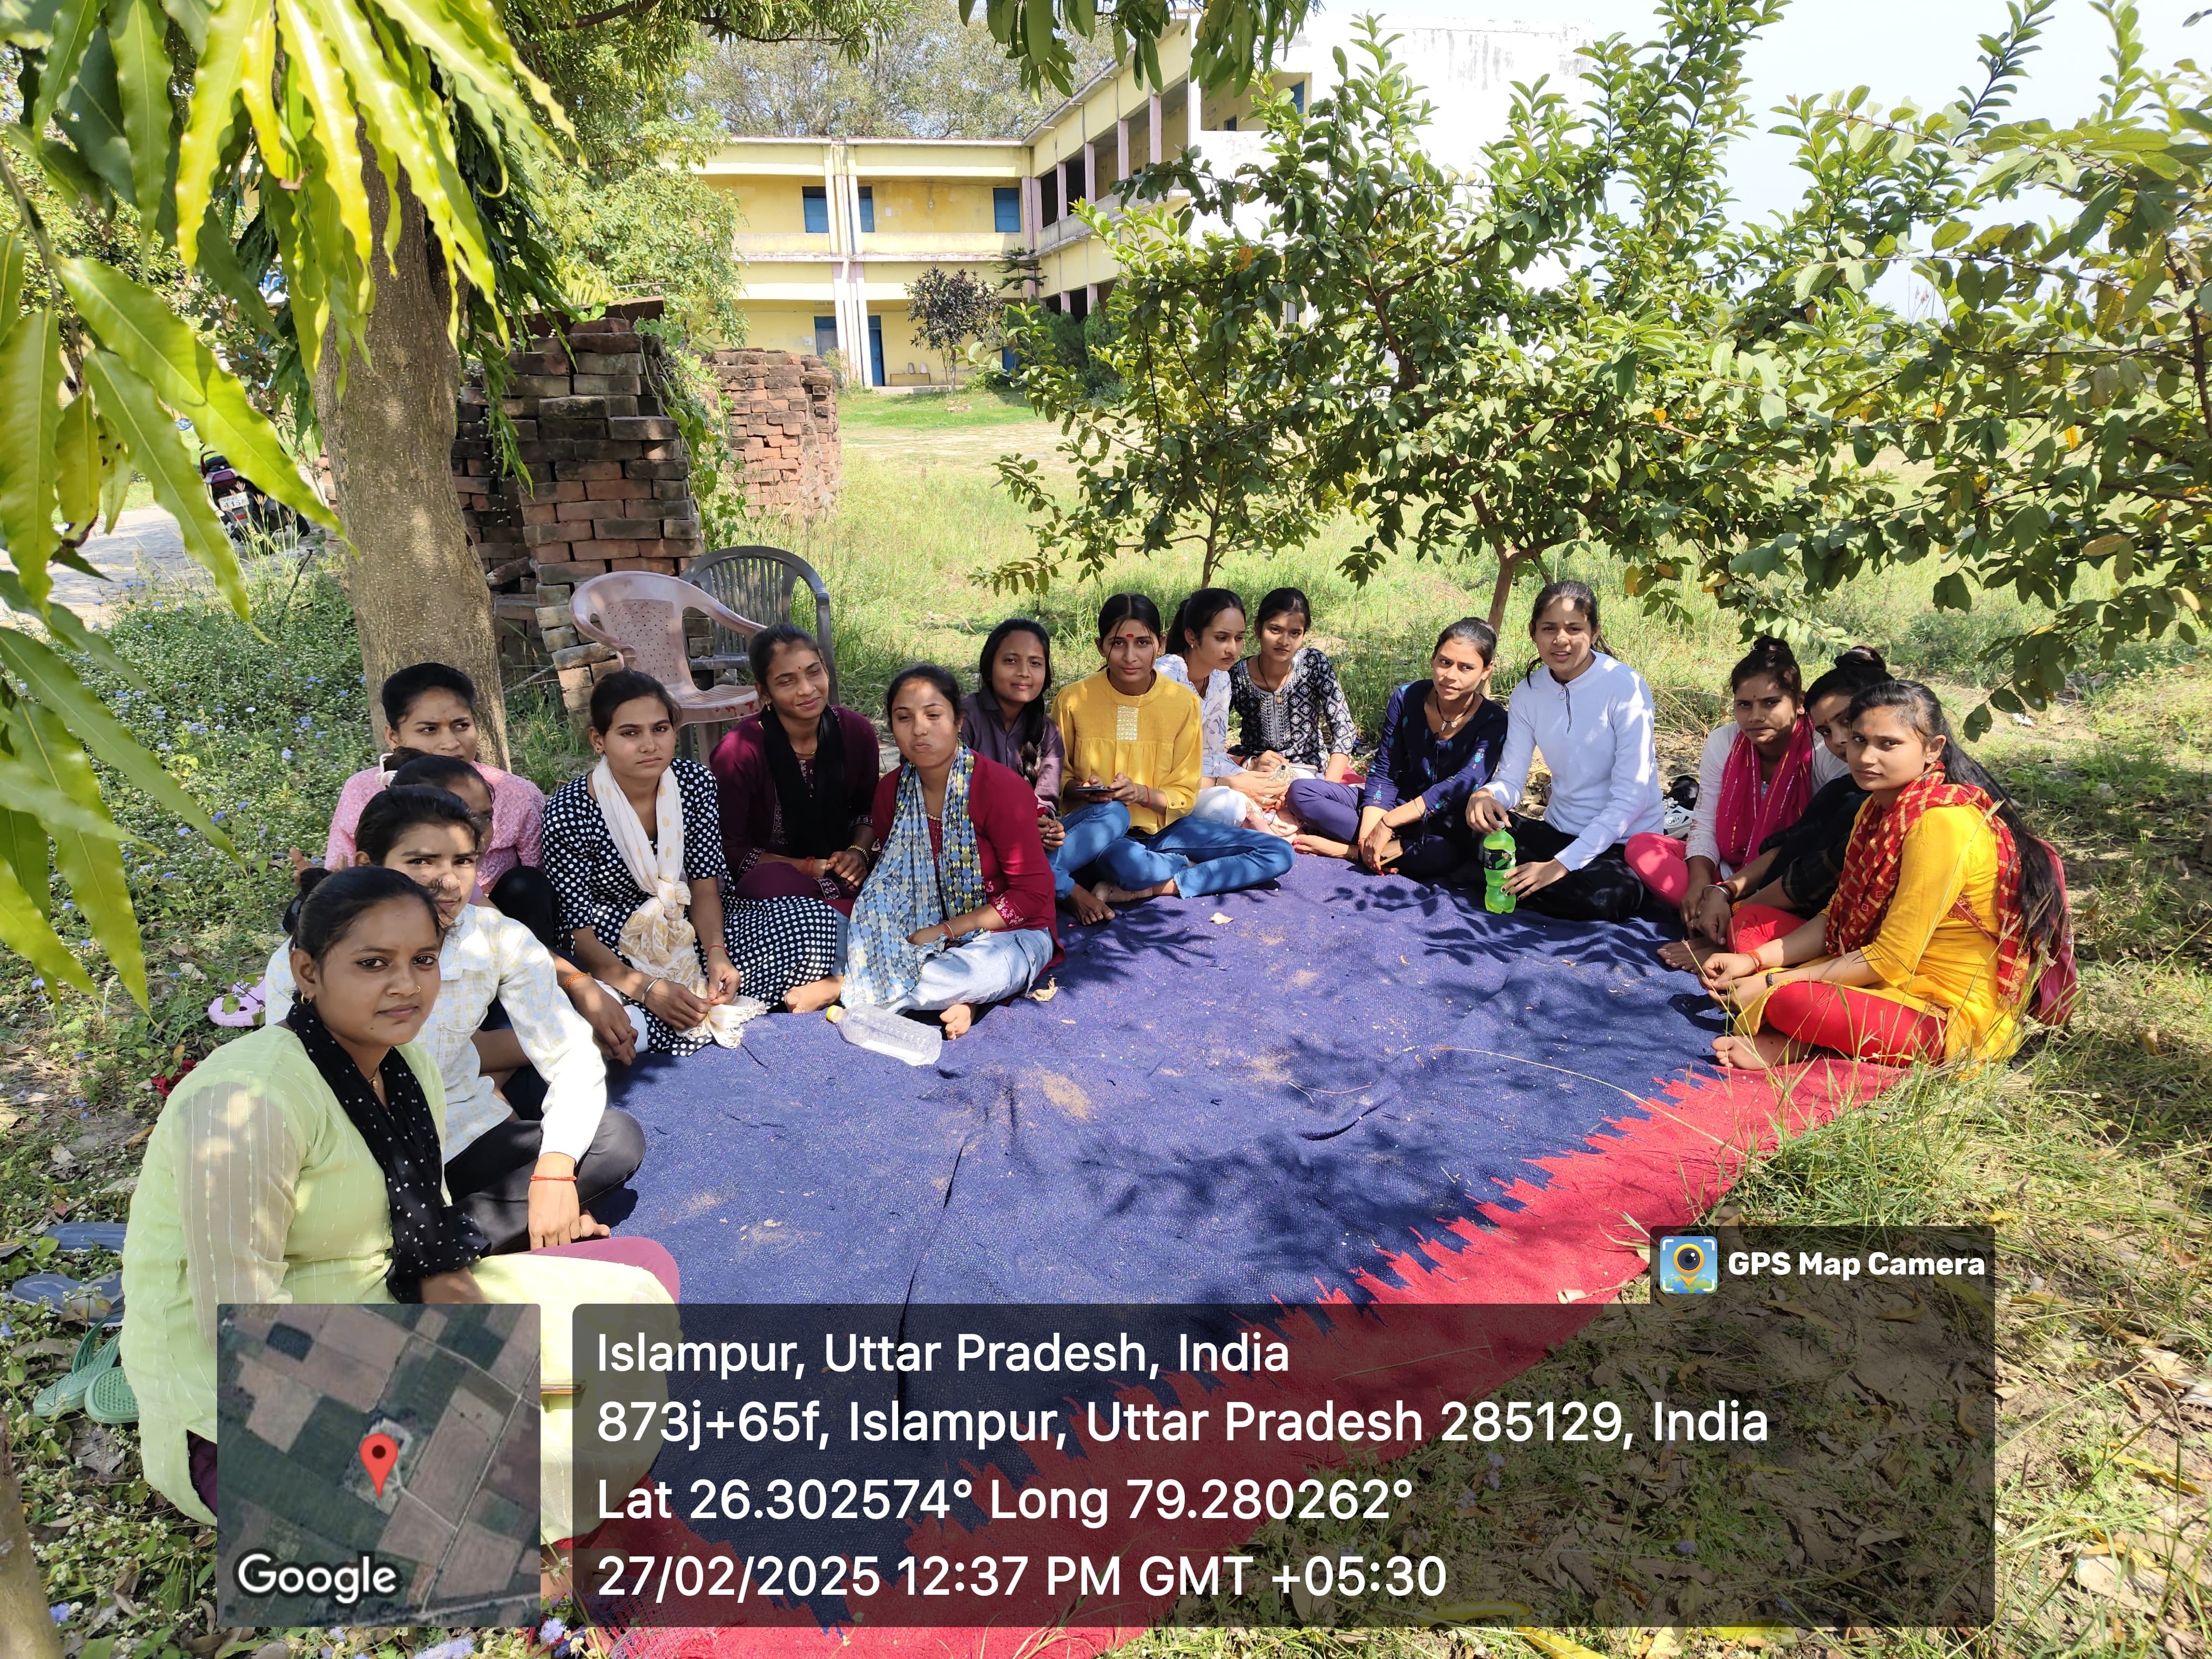 GPS Map Camera
Islampur, Uttar Pradesh, India
873j+65f, Islampur, Uttar Pradesh 285129, India
Lat 26.302574° Long 79.280262°
27/02/2025 12:37 PM GMT +05:30
Google